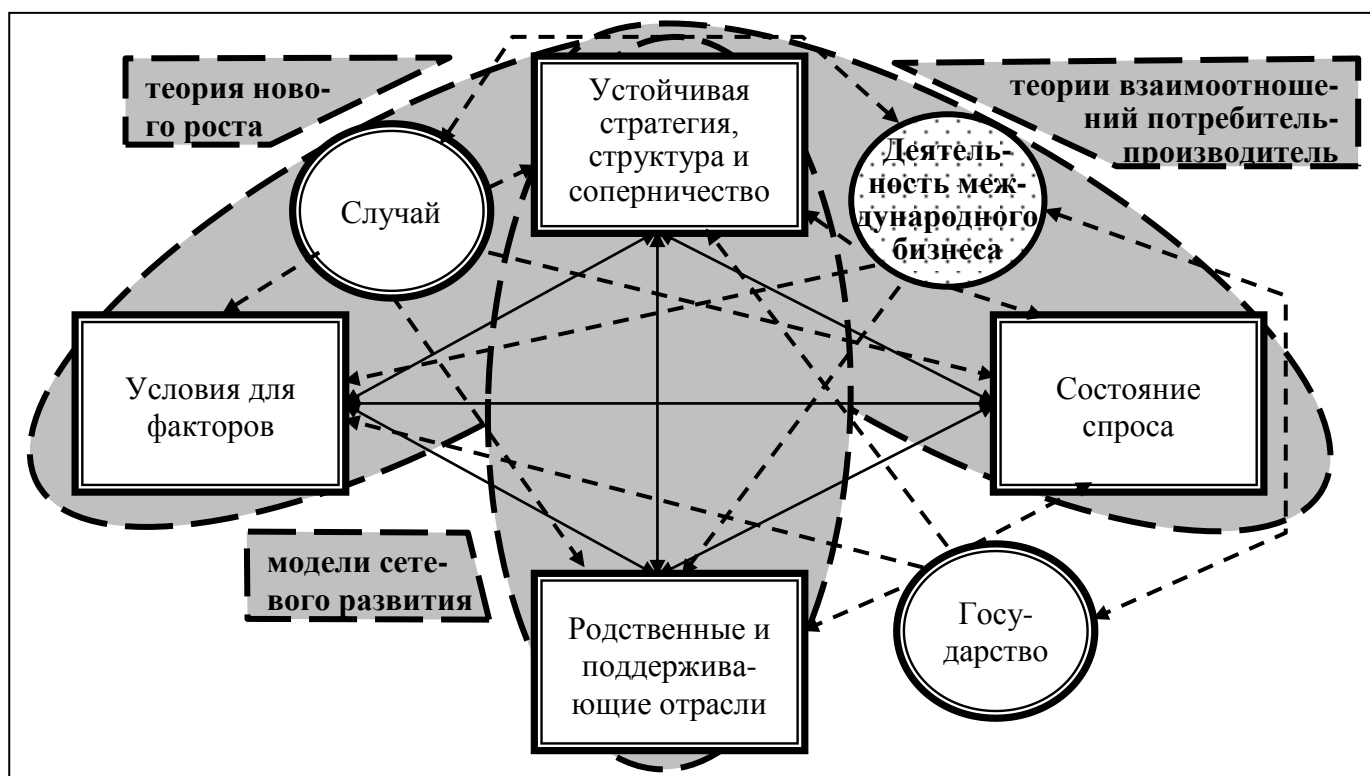 теория ново-
го роста
Устойчивая
стратегия,
структура и
соперничество
теории взаимоотноше-
ний потребитель-
производитель
Случай
Деятель-
ность меж-
дународного
бизнеса
Условия для
факторов
Состояние
спроса
модели сете-
вого развития
Родственные и
поддержива-
ющие отрасли
Госу-
дарство